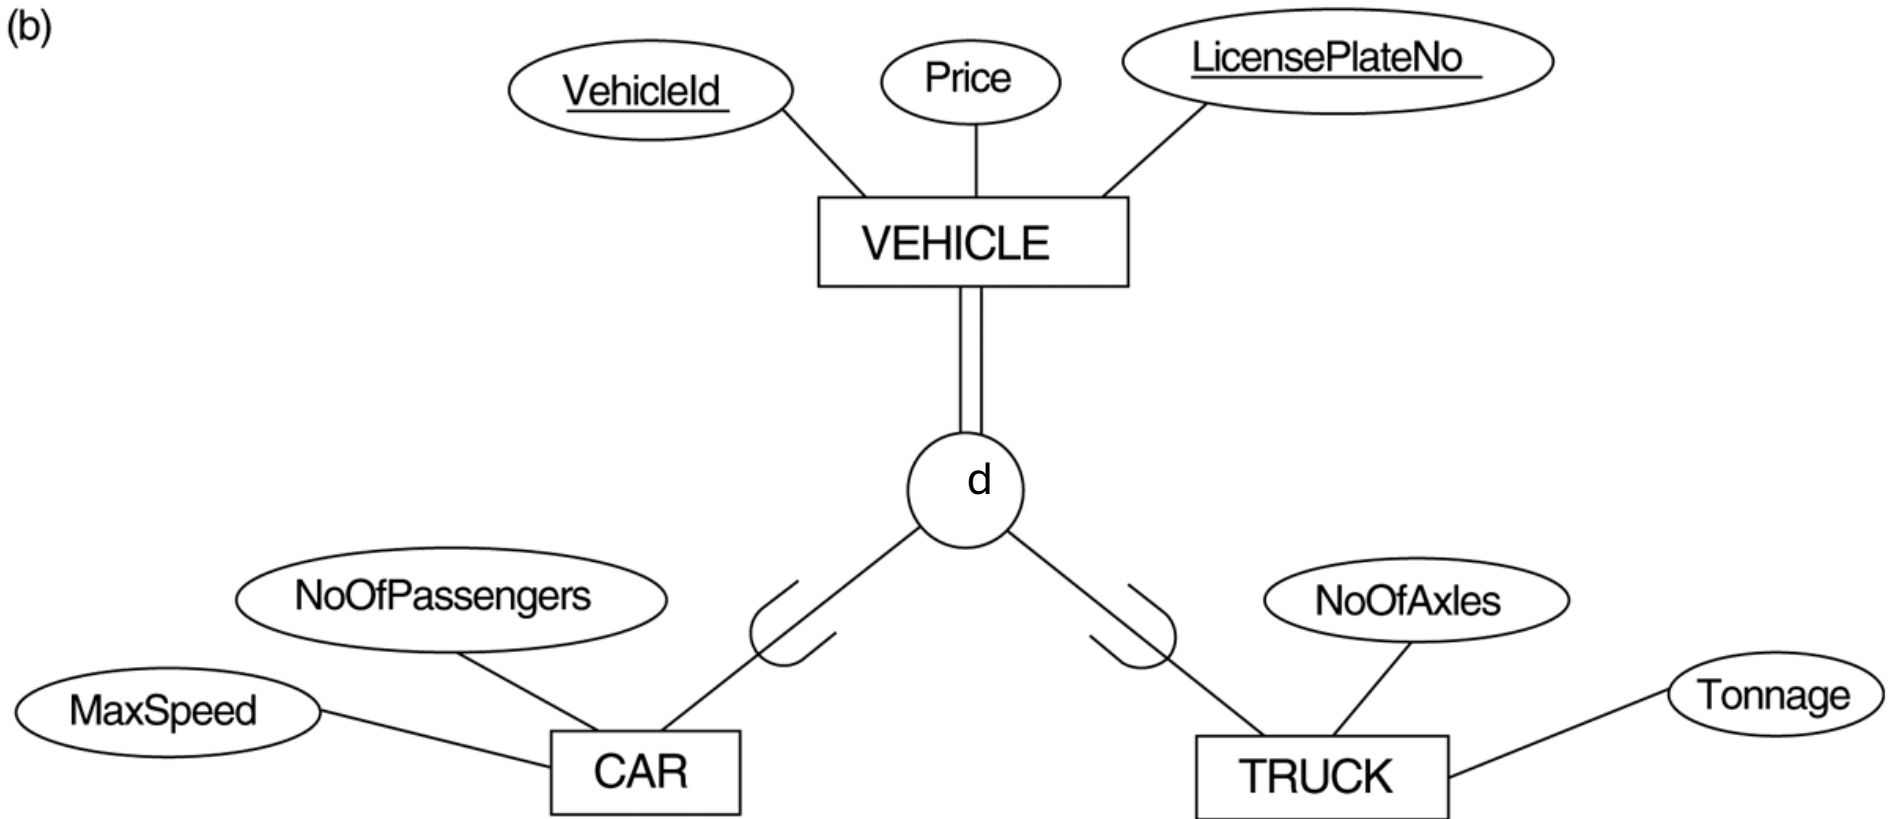 (b)
VehicleId
Price
LicensePlateNo
VEHICLE
d
NoOfPassengers
NoOfAxles
MaxSpeed
Tonnage
CAR
TRUCK